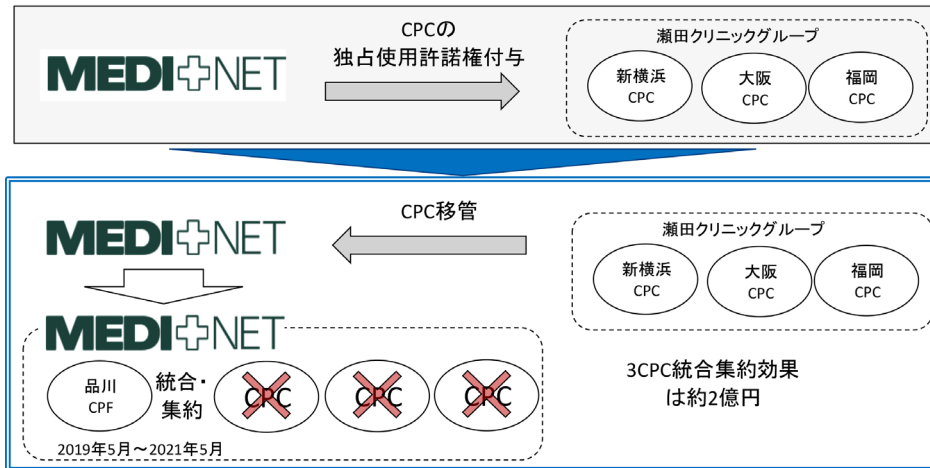 CPCの
独占使用許諾権付与
瀬田クリニックグループ
MEDI NET
新横浜
CPC
大阪
CPC
福岡
CPC
CPC移管
瀬田クリニックグループ
MEDI NET
新横浜
CPC
大阪
CPC
福岡
CPC
MEDI NET
品川
CPF
統合・
集約
CPC
CPC
CPC
3CPC統合集約効果
は約2億円
2019年5月～2021年5月